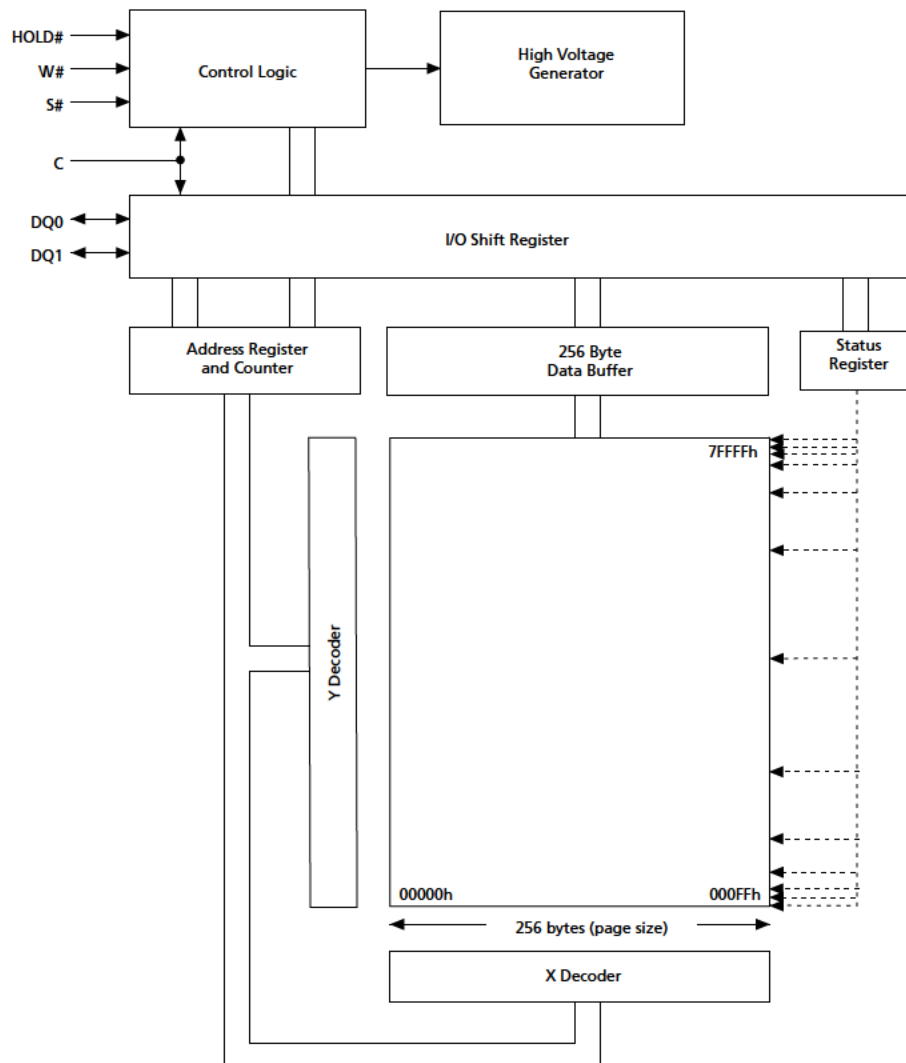 HOLD#
W#
S#
Control Logic
High Voltage
Generator
C
DQ0
DQ1
I/O Shift Register
Address Register
and Counter
256 Byte
Data Buffer
Status
Register
7FFFFh
Y Decoder
00000h
000FFh
256 bytes (page size)
X Decoder